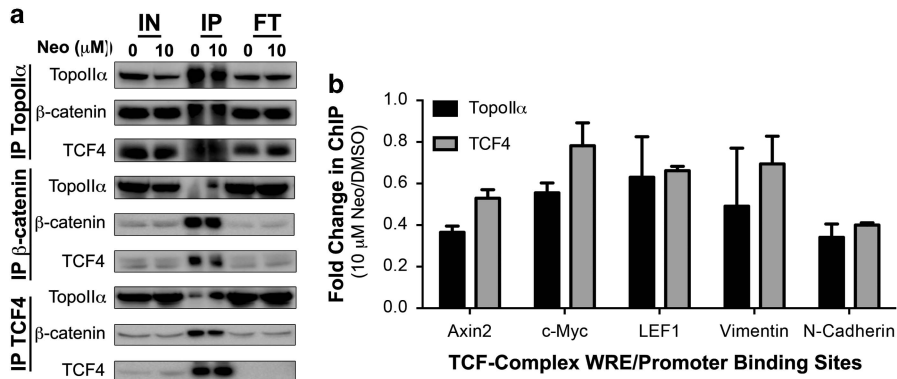 a
IN IP FT
Neo (μM) 0 10 0 10 0 10
IP TopoIIα
TopoIIα
β-catenin
TCF4
IP β-catenin
TopoIIα
β-catenin
TCF4
IP TCF4
TopoIIα
β-catenin
TCF4
b
Fold Change in ChIP
(10 μM Neo/DMSO)
1.0
0.8
0.6
0.4
0.2
0.0
TopoIIα
TCF4
Axin2 c-Myc LEF1 Vimentin N-Cadherin
TCF-Complex WRE/Promoter Binding Sites